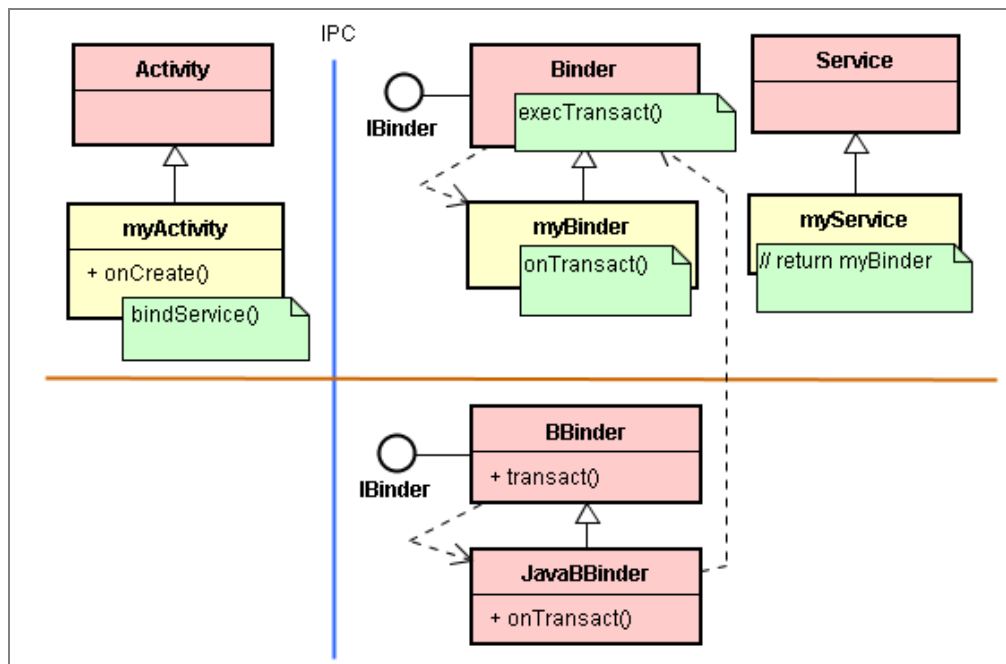 IPC
Activity
Binder
Service
IBinder
execTransact()
myActivity
+ onCreate()
bindService()
myBinder
onTransact()
myService
// return myBinder
BBinder
+ transact()
IBinder
JavaBBinder
+ onTransact()